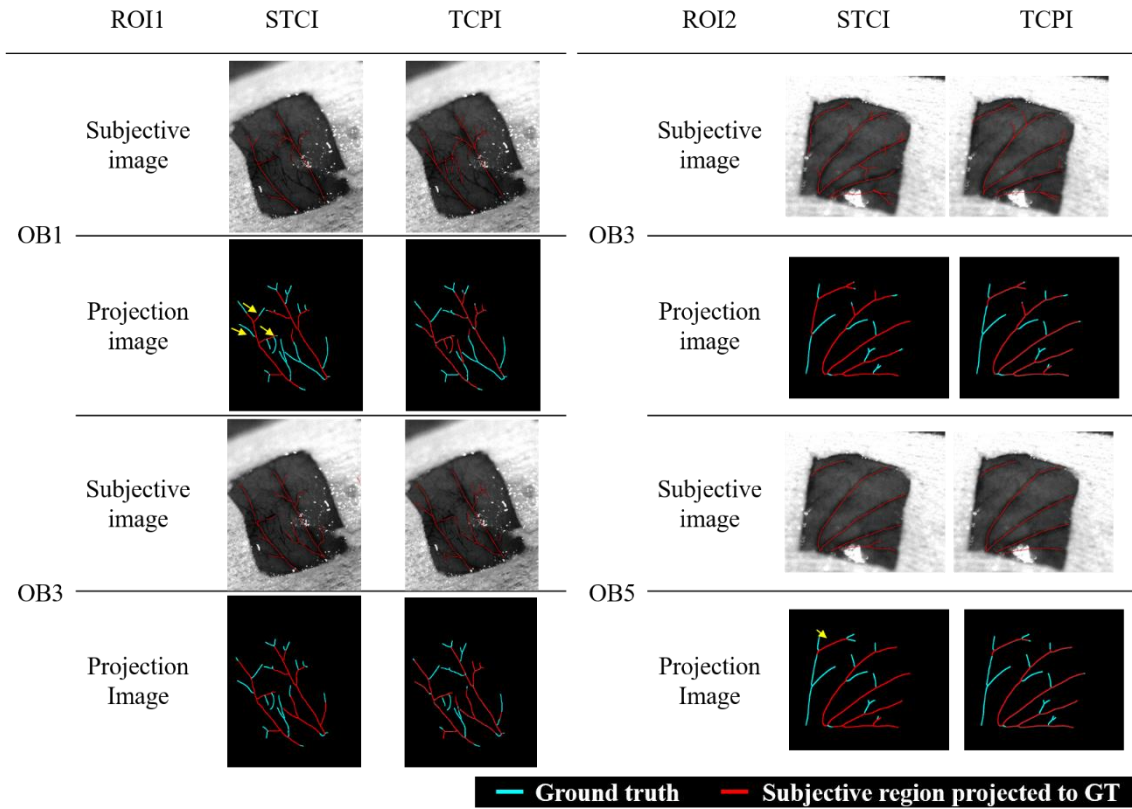 ROI1 STCI TCPI ROI2 STCI TCPI
Subjective
image
Subjective
image
OB1
OB3
Projection
image
Projection
image
Subjective
image
Subjective
image
OB3
OB5
Projection
Image
Projection
Image
Ground truth Subjective region projected to GT